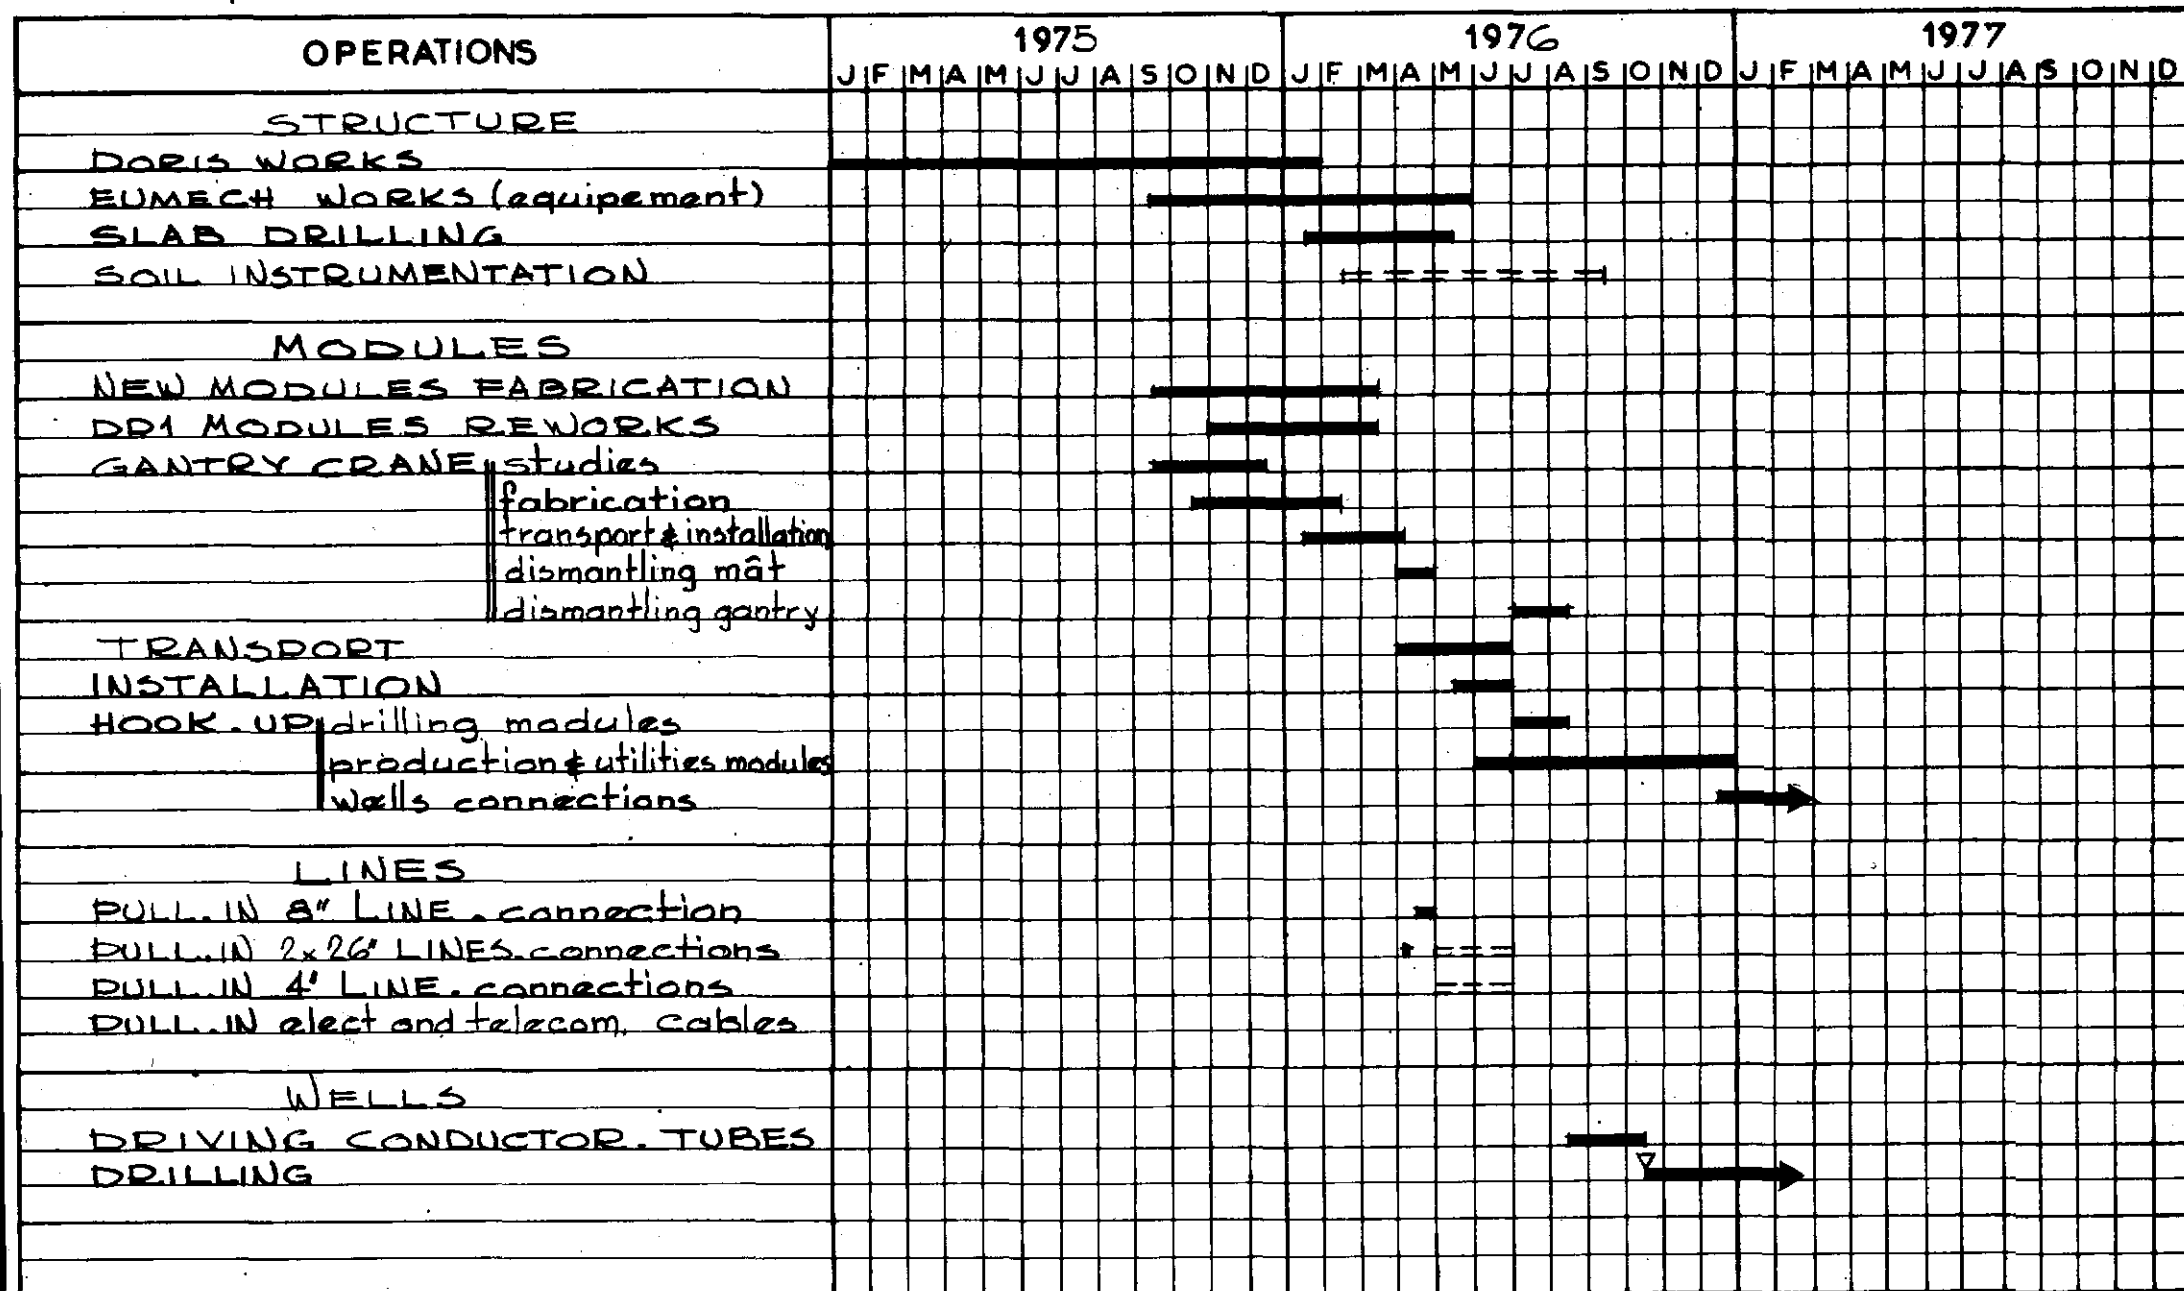 OPERATIONS 1975 1976 1977
J F M A M J J A S O N D J F M A M J J A S O N D J F M A M J J A S O N D
STRUCTURE
DORIS WORKS
EUMECH WORKS (equipement)
SLAB DRILLING
SOIL INSTRUMENTATION
MODULES
NEW MODULES FABRICATION
DP1 MODULES REWORKS
GANTRY CRANE studies
fabrication
transport & installation
dismantling mât
dismantling gantry
TRANSPORT
INSTALLATION
HOOK.UP drilling modules
production & utilities modules
wells connections
LINES
PULL.IN 8" LINE.connection
PULL.IN 2x26" LINES.connections
PULL.IN 4" LINE.connections
PULL.IN elect and telecom. cables
WELLS
DRIVING CONDUCTOR.TUBES
DRILLING